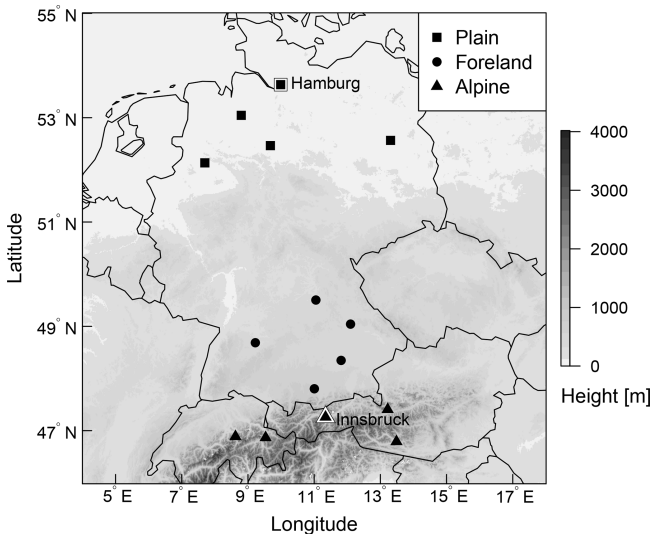 55° N
53° N
51° N
49° N
47° N
Latitude
Plain
Foreland
Alpine
Hamburg
Innsbruck
4000
3000
2000
1000
0
Height [m]
5° E 7° E 9° E 11° E 13° E 15° E 17° E
Longitude